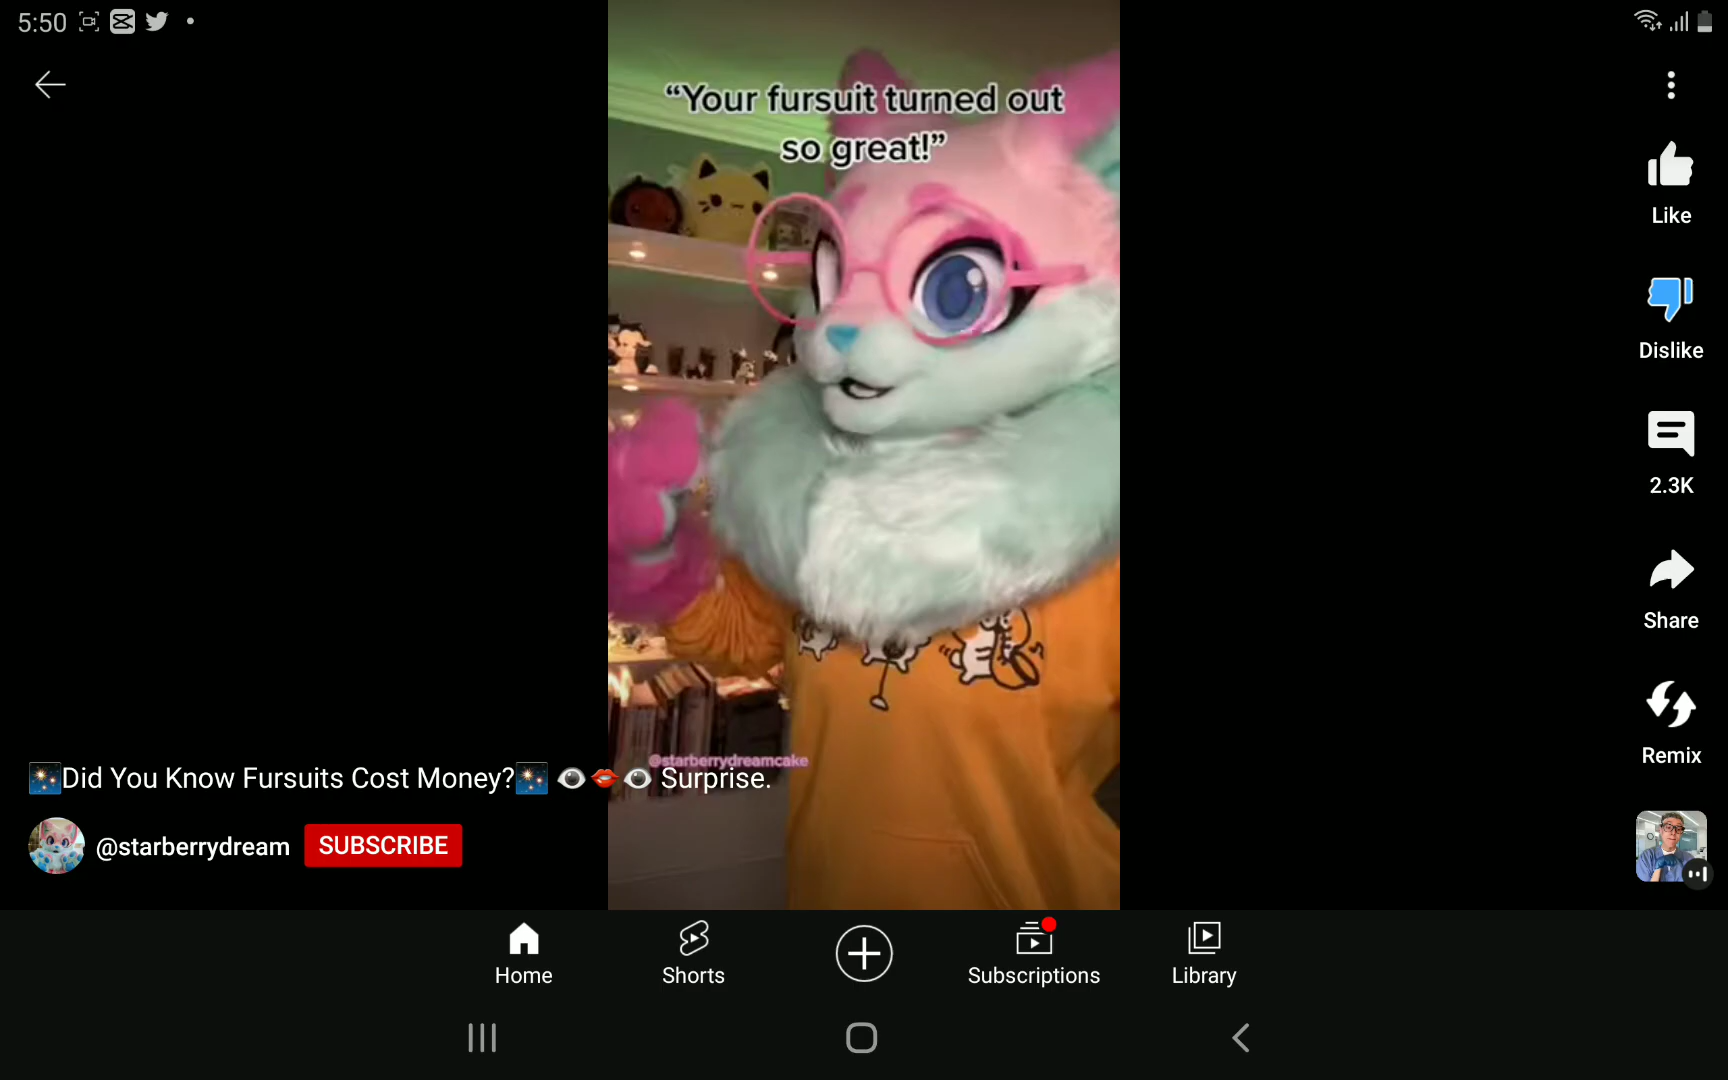 5:50
“Your fursuit turned out
so great!”
Like
Dislike
2.3K
Share
Remix
@starberrydreamcake
Did You Know Fursuits Cost Money? Surprise.
@starberrydream
SUBSCRIBE
Home
Shorts
Subscriptions
Library